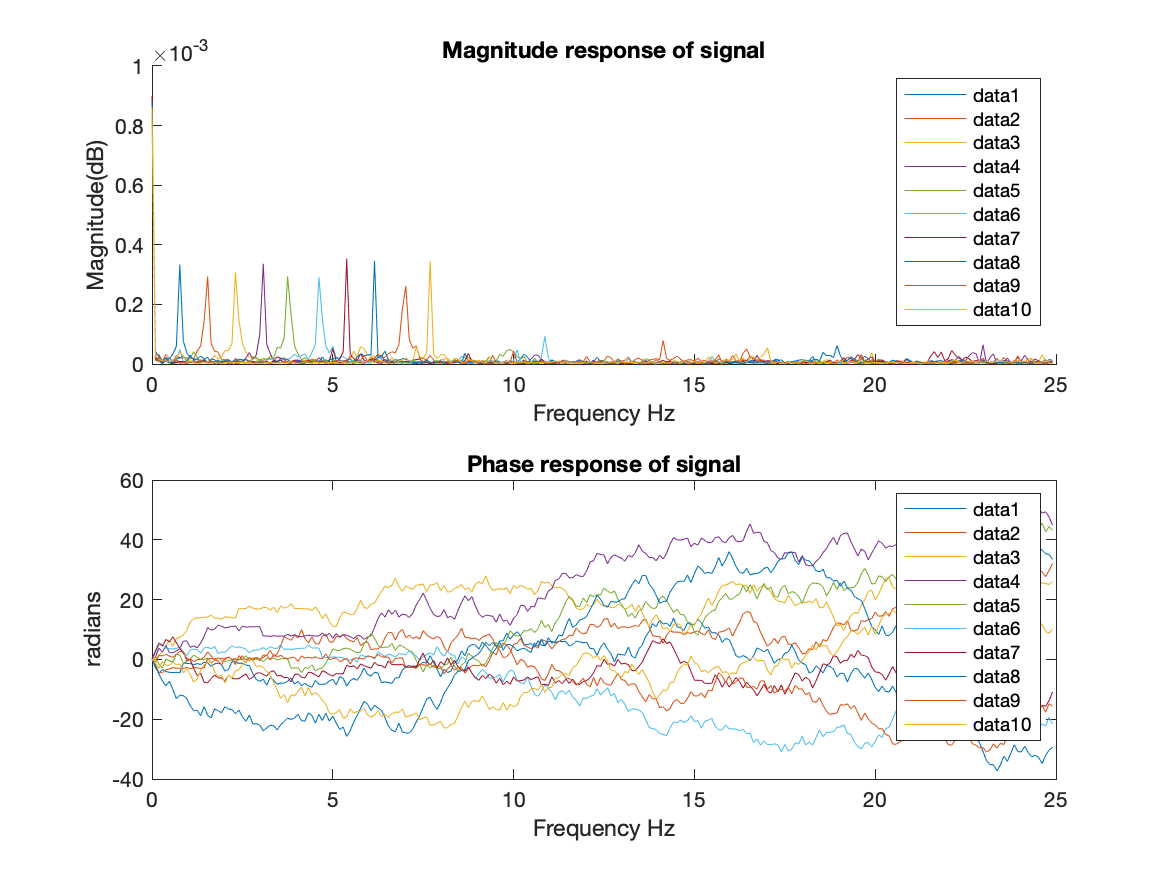 Magnitude response of signal
×10-3
Magnitude(dB)
1
0.8
0.6
0.4
0.2
0
0 5 10 15 20 25
Frequency Hz
data1
data2
data3
data4
data5
data6
data7
data8
data9
data10
Phase response of signal
radians
60
40
20
0
-20
-40
0 5 10 15 20 25
Frequency Hz
data1
data2
data3
data4
data5
data6
data7
data8
data9
data10